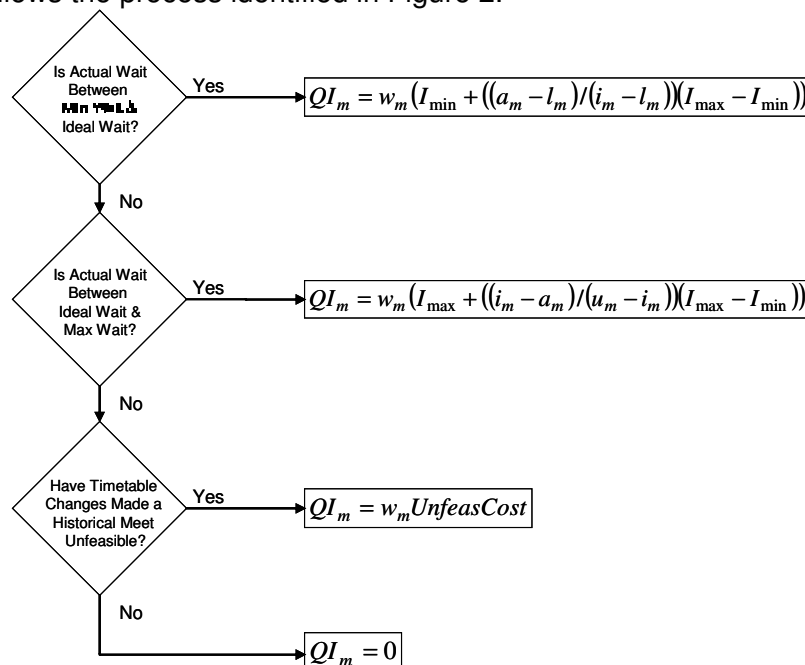 llows the process identified in Figure 2.
Is Actual Wait
Between
Ideal Wait?
Yes
QI_m = w_m(I_min + ((a_m − l_m)/(i_m − l_m))(I_max − I_min))
No
Is Actual Wait
Between
Ideal Wait &
Max Wait?
Yes
QI_m = w_m(I_max + ((i_m − a_m)/(u_m − i_m))(I_max − I_min))
No
Have Timetable
Changes Made a
Historical Meet
Unfeasible?
Yes
QI_m = w_m UnfeasCost
No
QI_m = 0